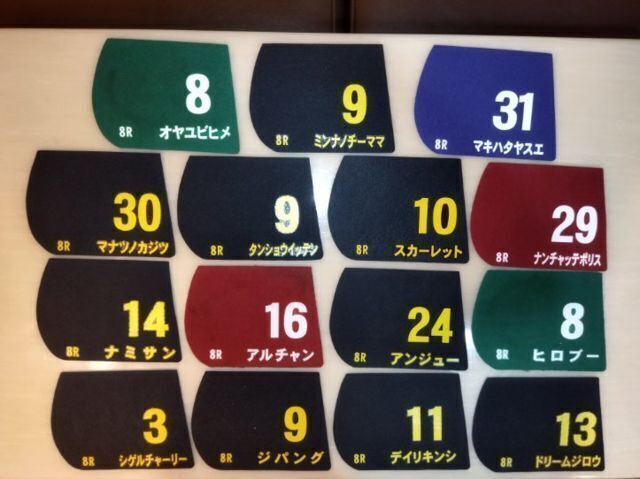 8
8R オヤユビヒメ
9
8R ミンナノチーママ
31
8R マキハタヤスエ
30
8R マナツノカジツ
9
8R タンショウイッテン
10
8R スカーレット
29
8R ナンチャッテポリス
14
8R ナミサン
16
8R アルチャン
24
8R アンジュー
8
8R ヒロブー
3
8R シゲルチャーリー
9
8R ジパング
11
8R デイリキンシ
13
8R ドリームジロウ